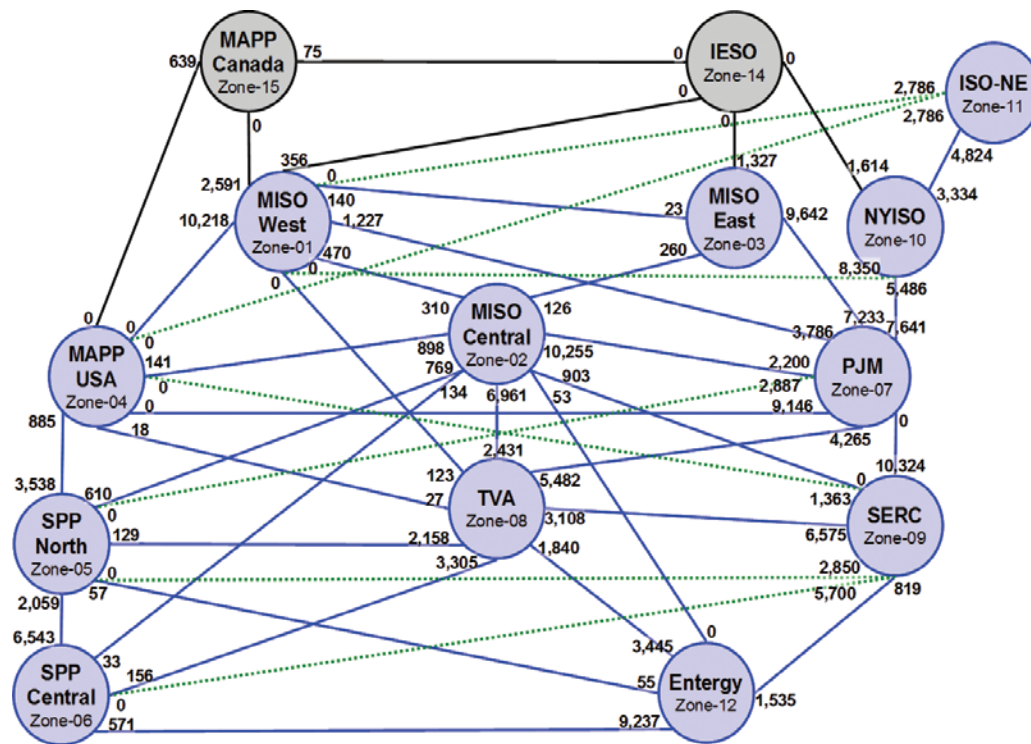 MAPP
Canada
Zone-15
639
75
0
0
IESO
Zone-14
0
0
0
0
ISO-NE
Zone-11
2,786
2,786
4,824
356
1,327
1,614
2,591
0
140
MISO
West
Zone-01
10,218
1,227
470
0
0
23
MISO
East
Zone-03
9,642
260
3,334
NYISO
Zone-10
8,350
5,486
310
MISO
Central
Zone-02
126
7,233
3,786
7,641
0
0
0
MAPP
USA
Zone-04
141
0
898
769
134
10,255
903
53
6,961
2,200
2,887
PJM
Zone-07
9,146
0
4,265
885
0
18
2,431
123
27
TVA
Zone-08
5,482
3,108
1,840
2,158
3,305
10,324
0
1,363
SERC
Zone-09
6,575
2,850
5,700
819
3,538
610
0
SPP
North
Zone-05
129
0
57
2,059
6,543
33
156
SPP
Central
Zone-06
0
571
0
3,445
55
Entergy
Zone-12
1,535
9,237